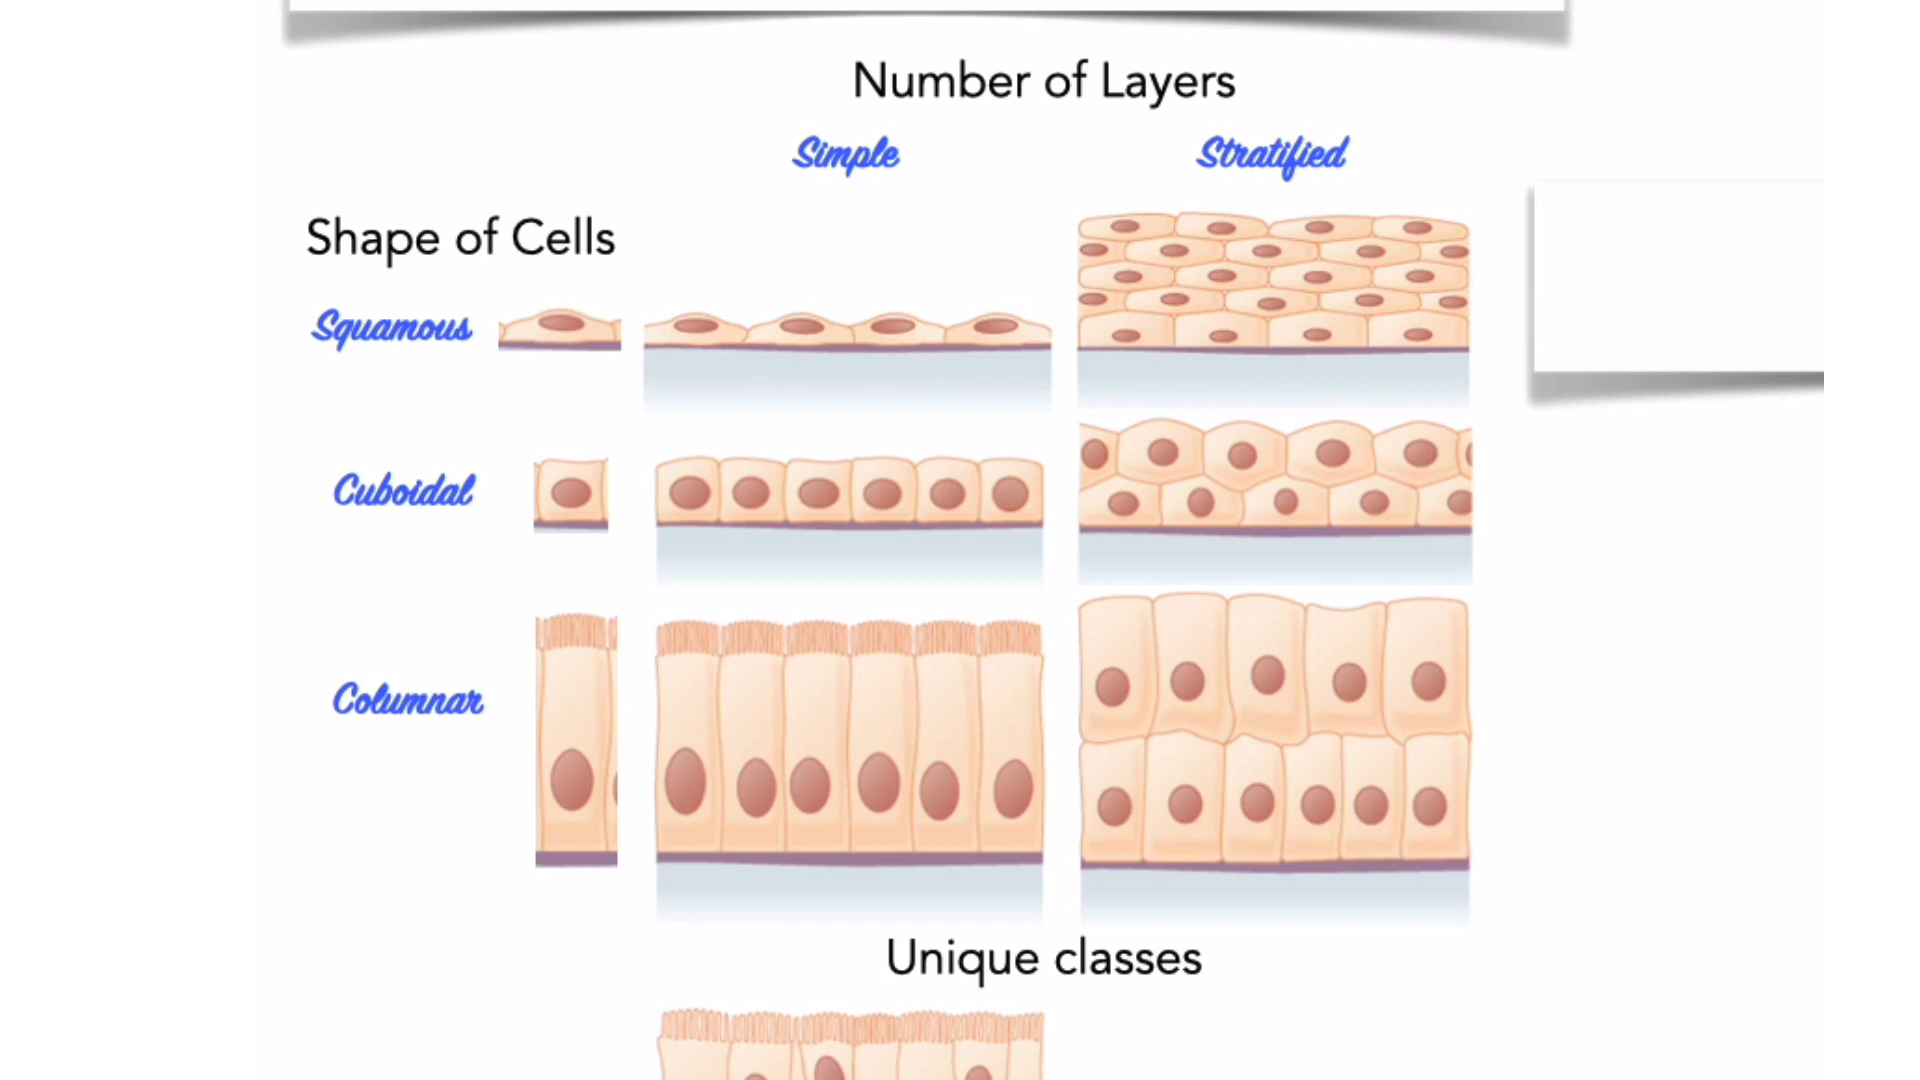 Number of Layers
Simple
Stratified
Shape of Cells
Squamous
Cuboidal
Columnar
Unique classes